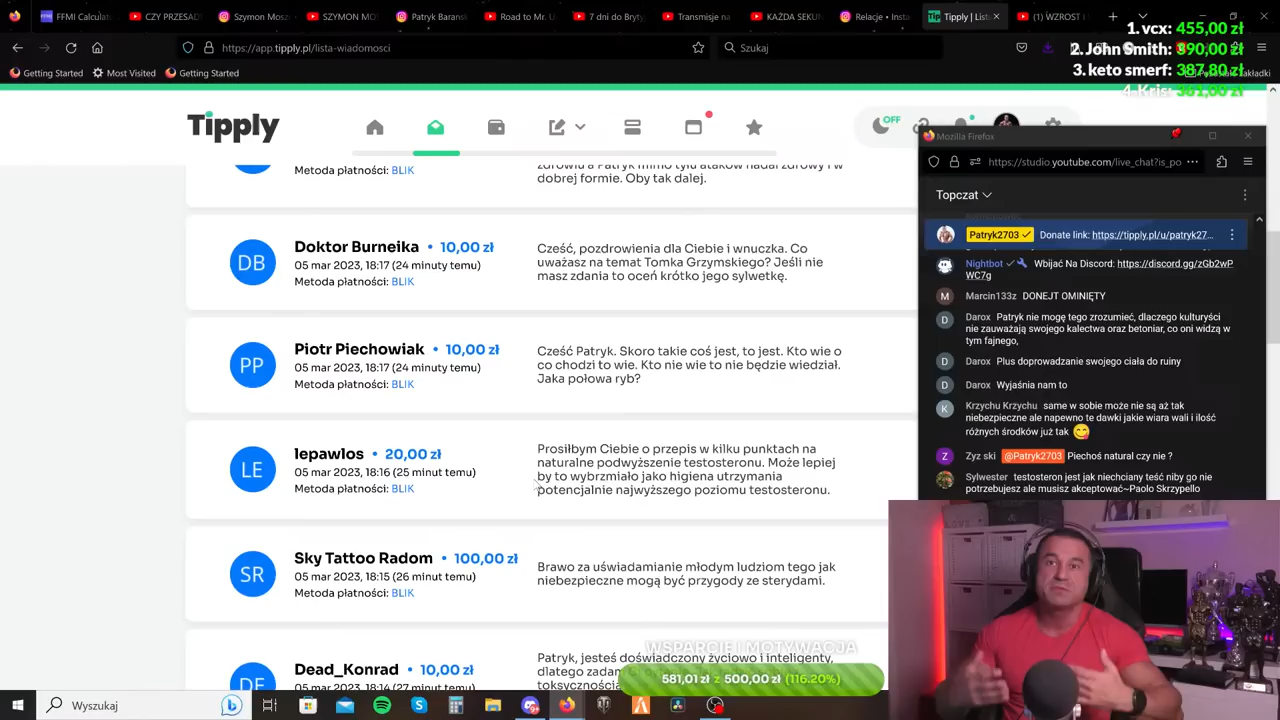 FFMI Calculat
CZY PRZESAD
Szymon Mosz
SZYMON MO
Patryk Barańsk
Road to Mr. U
7 dni do Bryty
Transmisje na
KAŻDA SEKUN
Relacje • Insta
Tipply | List
(1) WZROST I
https://app.tipply.pl/lista-wiadomosci
Szukaj
Getting Started
Most Visited
Getting Started
1. vcx: 455,00 zł
2. John Smith: 390,00 zł
3. keto smerf: 387,80 zł
4. Kris: 361,00 zł
Tipply
OFF
Metoda płatności: BLIK
zdrowiu a Patryk mimo tylu ataków nadal zdrowy i w
dobrej formie. Oby tak dalej.
DB
Doktor Burneika • 10,00 zł
05 mar 2023, 18:17 (24 minuty temu)
Metoda płatności: BLIK
Cześć, pozdrowienia dla Ciebie i wnuczka. Co
uważasz na temat Tomka Grzymskiego? Jeśli nie
masz zdania to oceń krótko jego sylwetkę.
PP
Piotr Piechowiak • 10,00 zł
05 mar 2023, 18:17 (24 minuty temu)
Metoda płatności: BLIK
Cześć Patryk. Skoro takie coś jest, to jest. Kto wie o
co chodzi to wie. Kto nie wie to nie będzie wiedział.
Jaka połowa ryb?
LE
lepawlos • 20,00 zł
05 mar 2023, 18:16 (25 minut temu)
Metoda płatności: BLIK
Prosiłbym Ciebie o przepis w kilku punktach na
naturalne podwyższenie testosteronu. Może lepiej
by to wybrzmiało jako higiena utrzymania
potencjalnie najwyższego poziomu testosteronu.
SR
Sky Tattoo Radom • 100,00 zł
05 mar 2023, 18:15 (26 minut temu)
Metoda płatności: BLIK
Brawo za uświadamianie młodym ludziom tego jak
niebezpieczne mogą być przygody ze sterydami.
DE
Dead_Konrad • 10,00 zł
05 mar 2023, 18:14 (27 minut temu)
Patryk, jesteś doświadczony życiowo i inteligenty,
dlatego zadam
toksycznością
WSPARCIE I MOTYWACJA
581,01 zł z 500,00 zł (116.20%)
Mozilla Firefox
https://studio.youtube.com/live_chat?is_po
Topczat
Patryk2703 Donate link: https://tipply.pl/u/patryk27...
Nightbot Wbijać Na Discord: https://discord.gg/zGb2wP
WC7g
Marcin133z DONEJT OMINIĘTY
Darox Patryk nie mogę tego zrozumieć, dlaczego kulturyści
nie zauważają swojego kalectwa oraz betoniar, co oni widzą w
tym fajnego,
Darox Plus doprowadzanie swojego ciała do ruiny
Darox Wyjaśnia nam to
Krzychu Krzychu same w sobie może nie są aż tak
niebezpieczne ale napewno te dawki jakie wiara wali i ilość
różnych środków już tak
Zyz ski @Patryk2703 Piechoś natural czy nie ?
Sylwester testosteron jest jak niechciany teść niby go nie
potrzebujesz ale musisz akceptować~Paolo Skrzypello
Wyszukaj